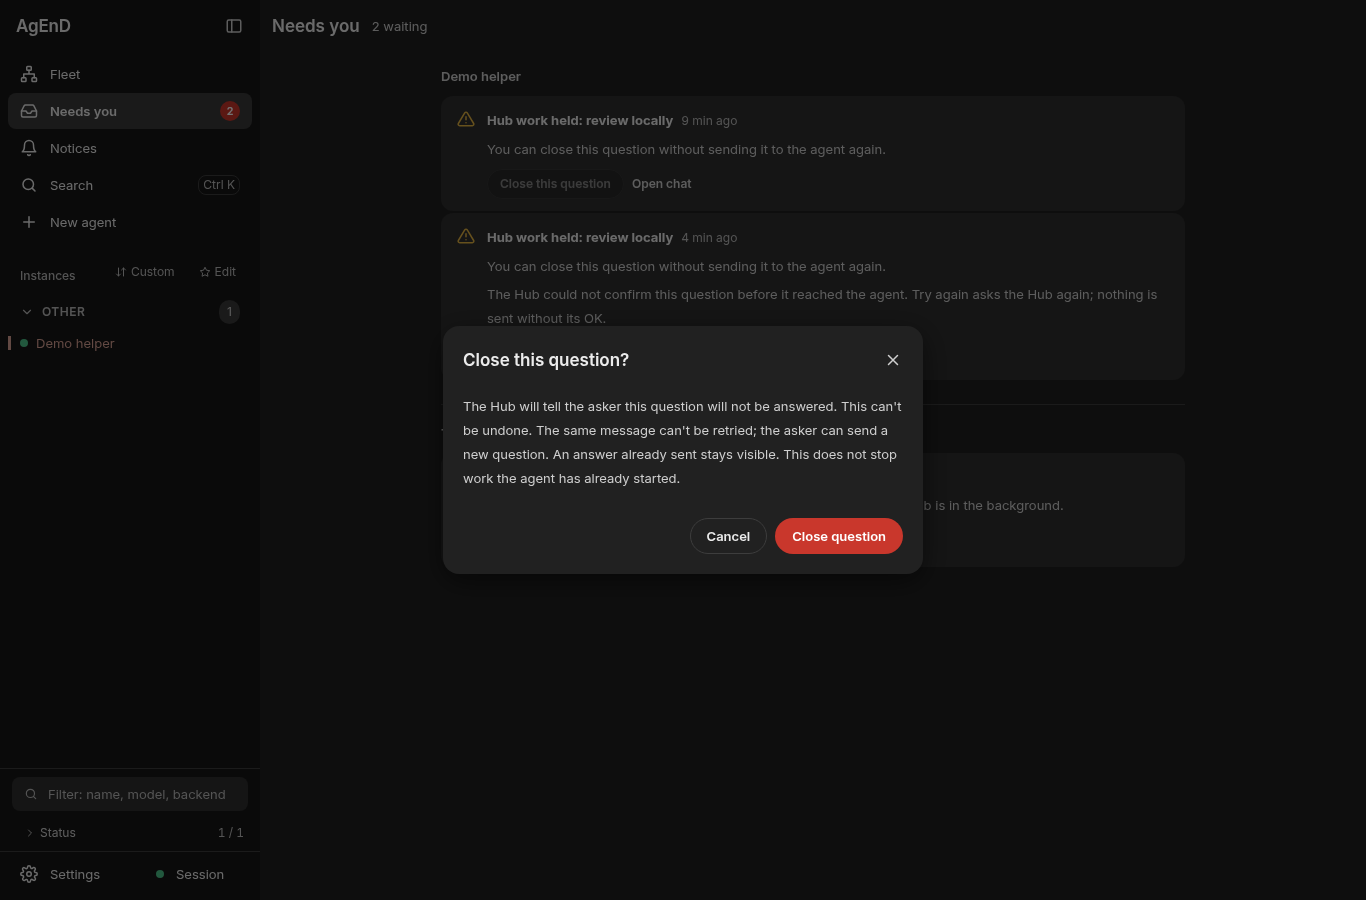 AgEnD
Needs you 2 waiting
Fleet
Needs you 2
Notices
Search Ctrl K
New agent
Instances Custom Edit
OTHER 1
Demo helper
Demo helper
Hub work held: review locally 9 min ago
You can close this question without sending it to the agent again.
Close this question Open chat
Hub work held: review locally 4 min ago
You can close this question without sending it to the agent again.
The Hub could not confirm this question before it reached the agent. Try again asks the Hub again; nothing is
sent without its OK.
Close this question?
The Hub will tell the asker this question will not be answered. This can't
be undone. The same message can't be retried; the asker can send a
new question. An answer already sent stays visible. This does not stop
work the agent has already started.
Cancel Close question
is in the background.
Filter: name, model, backend
Status 1 / 1
Settings Session